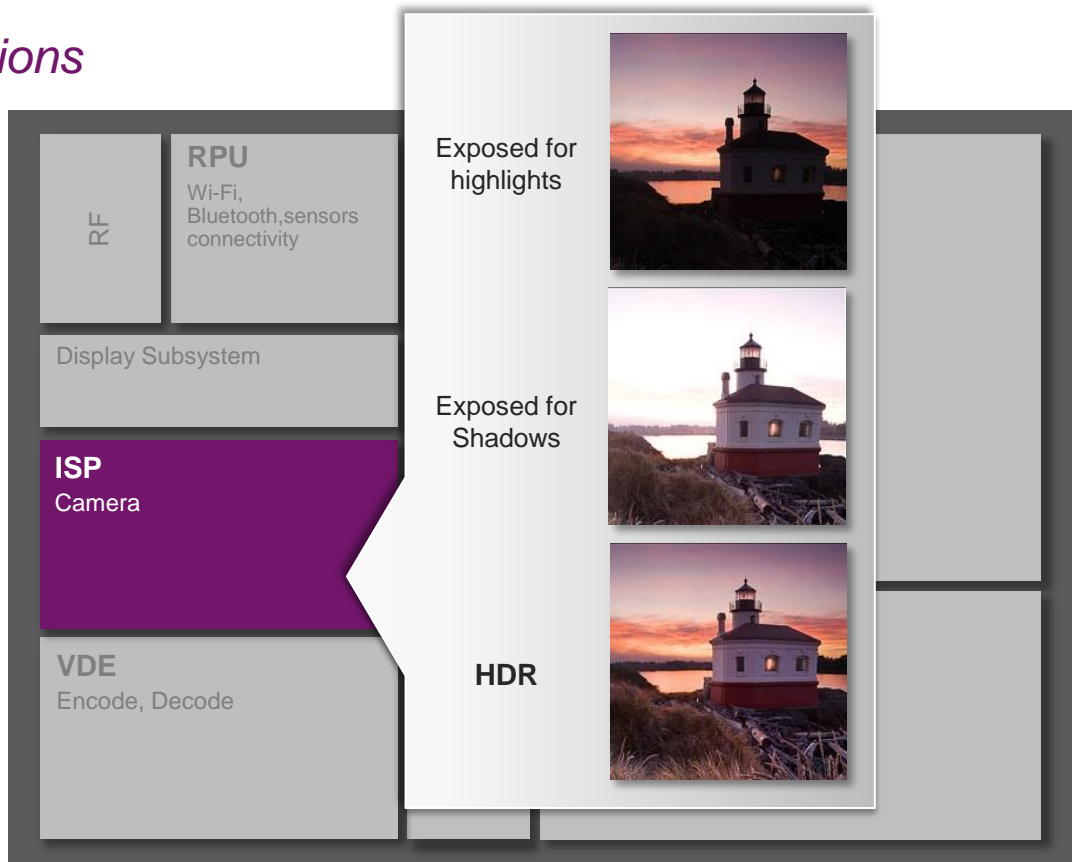 ions
RF
RPU
Wi-Fi,
Bluetooth,sensors
connectivity
Display Subsystem
ISP
Camera
VDE
Encode, Decode
Exposed for
highlights
Exposed for
Shadows
HDR